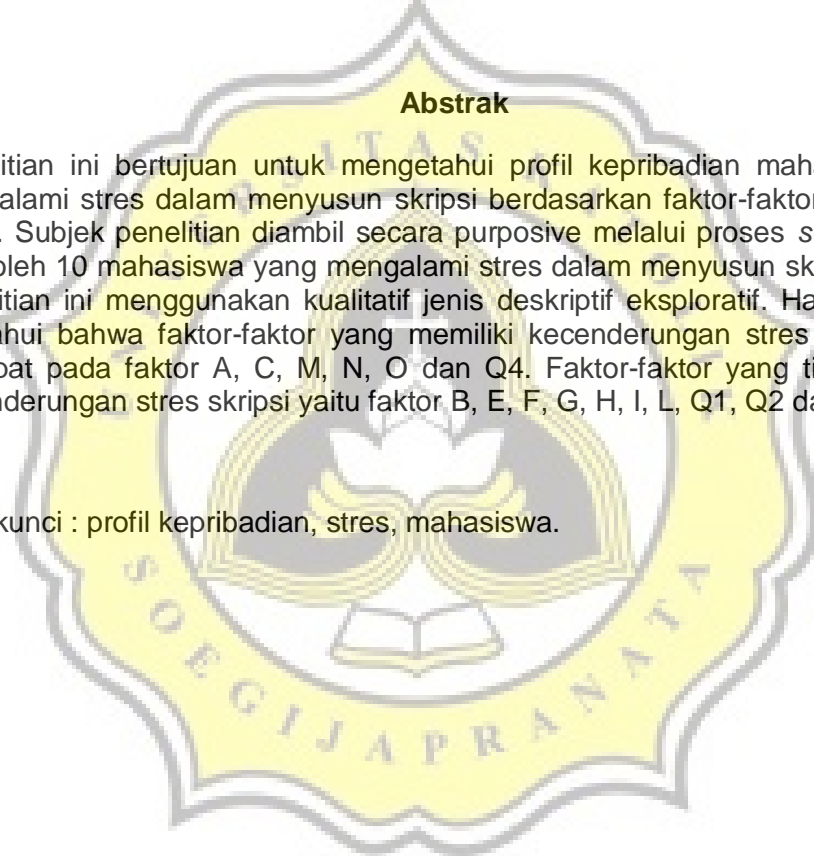 Abstrak
itian ini bertujuan untuk mengetahui profil kepribadian maha
alami stres dalam menyusun skripsi berdasarkan faktor-faktor
. Subjek penelitian diambil secara purposive melalui proses s
oleh 10 mahasiswa yang mengalami stres dalam menyusun sk
itian ini menggunakan kualitatif jenis deskriptif eksploratif. Ha
ahui bahwa faktor-faktor yang memiliki kecenderungan stres
pat pada faktor A, C, M, N, O dan Q4. Faktor-faktor yang ti
nderungan stres skripsi yaitu faktor B, E, F, G, H, I, L, Q1, Q2 da
kunci : profil kepribadian, stres, mahasiswa.
UNIVERSITAS KATOLIK
SOEGIJAPRANATA